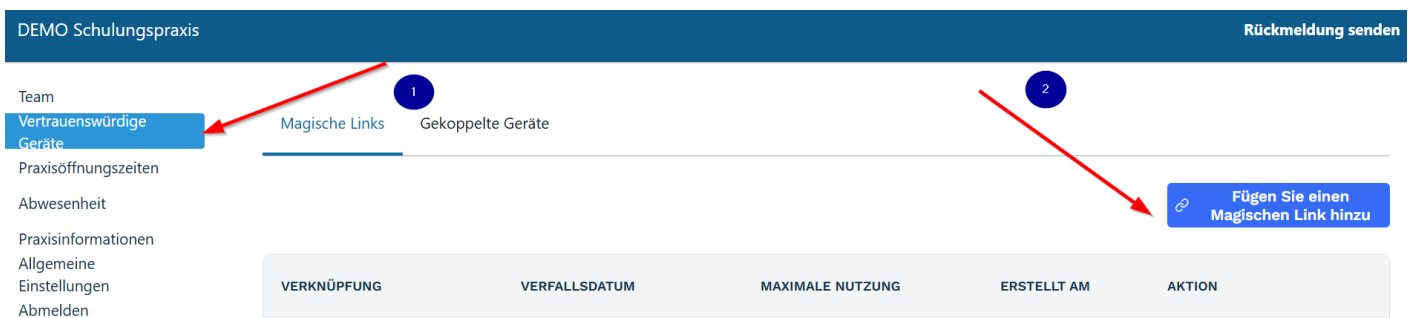 DEMO Schulungspraxis
Rückmeldung senden
Team
Vertrauenswürdige
Geräte
Praxisöffnungszeiten
Abwesenheit
Praxisinformationen
Allgemeine
Einstellungen
Abmelden
1
2
Magische Links
Gekoppelte Geräte
Fügen Sie einen
Magischen Link hinzu
VERKNÜPFUNG
VERFALLSDATUM
MAXIMALE NUTZUNG
ERSTELLT AM
AKTION